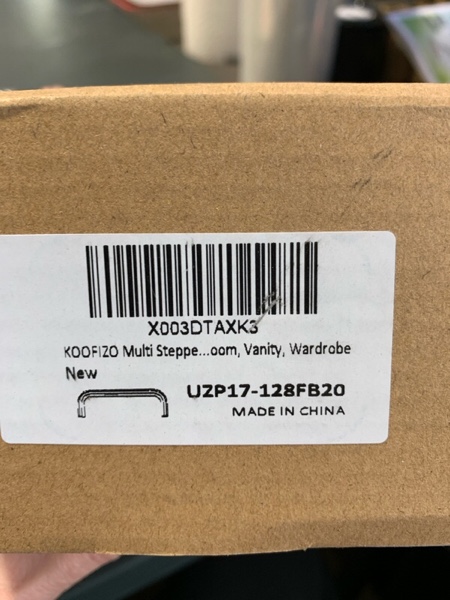 X003DTAXK3
KOOFIZO Multi Steppe...oom, Vanity, Wardrobe
New
UZP17-128FB20
MADE IN CHINA